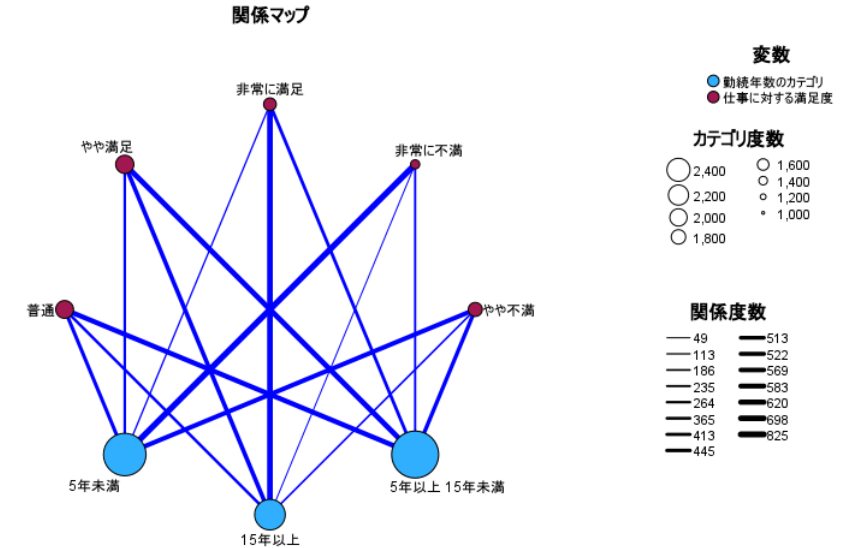 関係マップ
非常に満足
やや満足
非常に不満
普通
やや不満
5年未満
5年以上 15年未満
15年以上
変数
勤続年数のカテゴリ
仕事に対する満足度
カテゴリ度数
2,400
2,200
2,000
1,800
1,600
1,400
1,200
1,000
関係度数
49
113
186
235
264
365
413
445
513
522
569
583
620
698
825